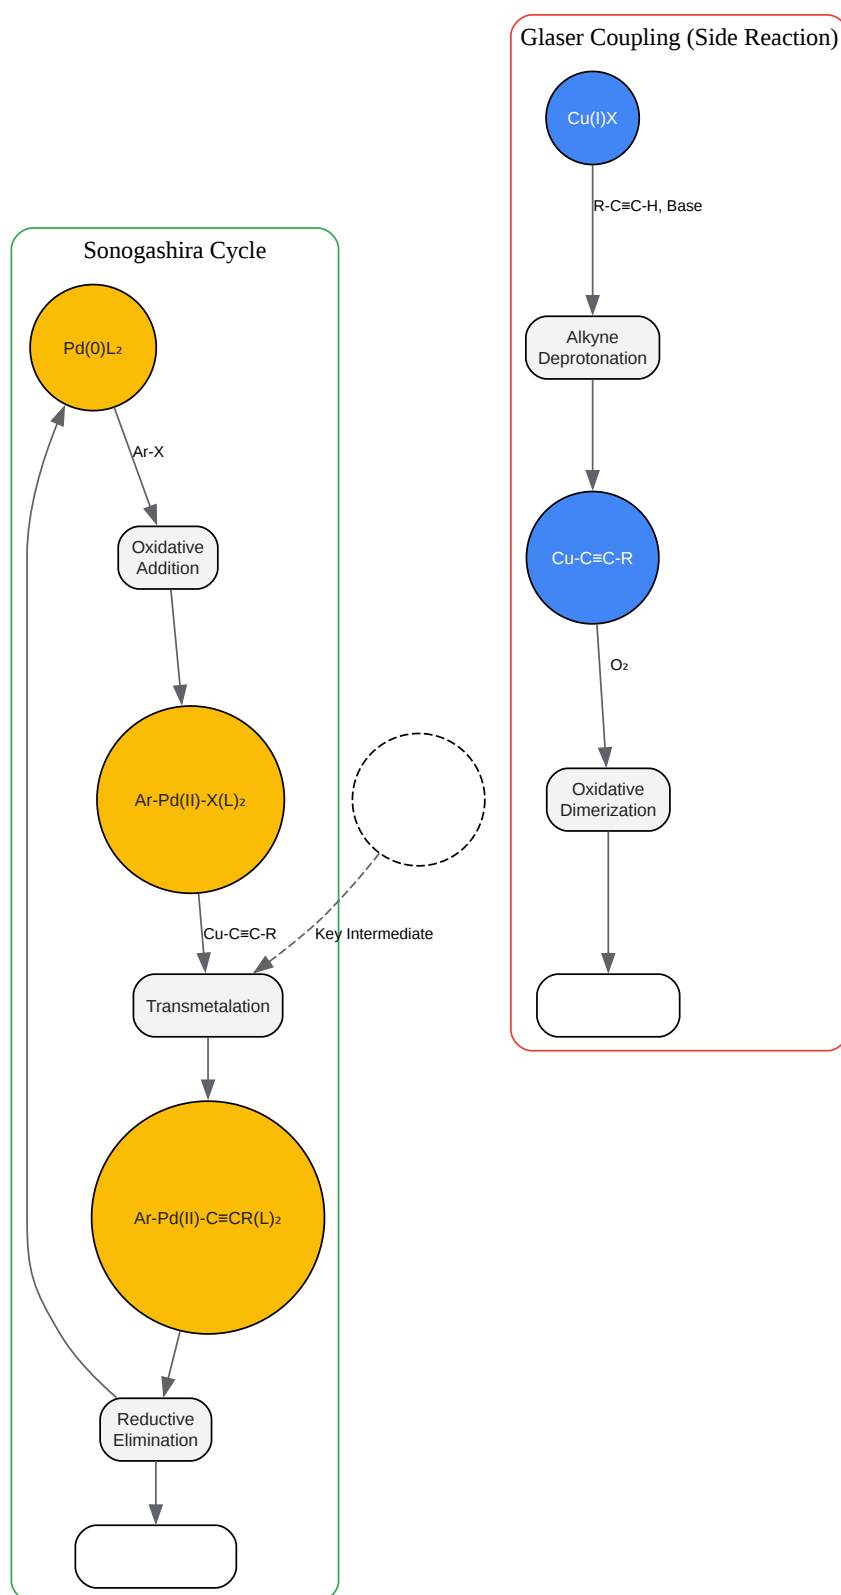 Glaser Coupling (Side Reaction)
Cu(I)X
R-C≡C-H, Base
Alkyne
Deprotonation
Cu-C≡C-R
O₂
Oxidative
Dimerization
Sonogashira Cycle
Pd(0)L₂
Ar-X
Oxidative
Addition
Ar-Pd(II)-X(L)₂
Cu-C≡C-R
Key Intermediate
Transmetalation
Ar-Pd(II)-C≡CR(L)₂
Reductive
Elimination